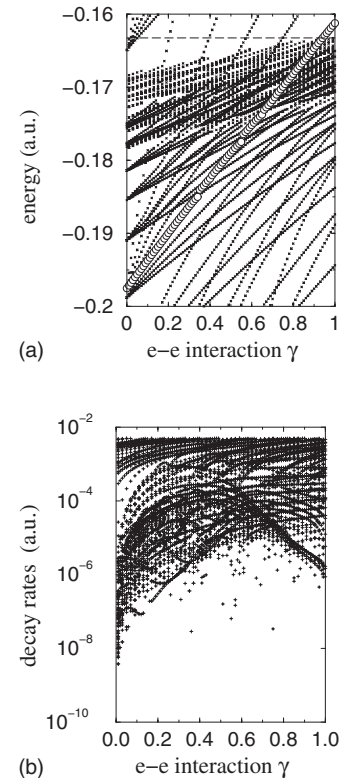 −0.16
−0.17
−0.18
−0.19
−0.2
energy (a.u.)
0 0.2 0.4 0.6 0.8 1
(a)
e−e interaction γ
10⁻²
10⁻⁴
10⁻⁶
10⁻⁸
10⁻¹⁰
decay rates (a.u.)
0.0 0.2 0.4 0.6 0.8 1.0
(b)
e−e interaction γ